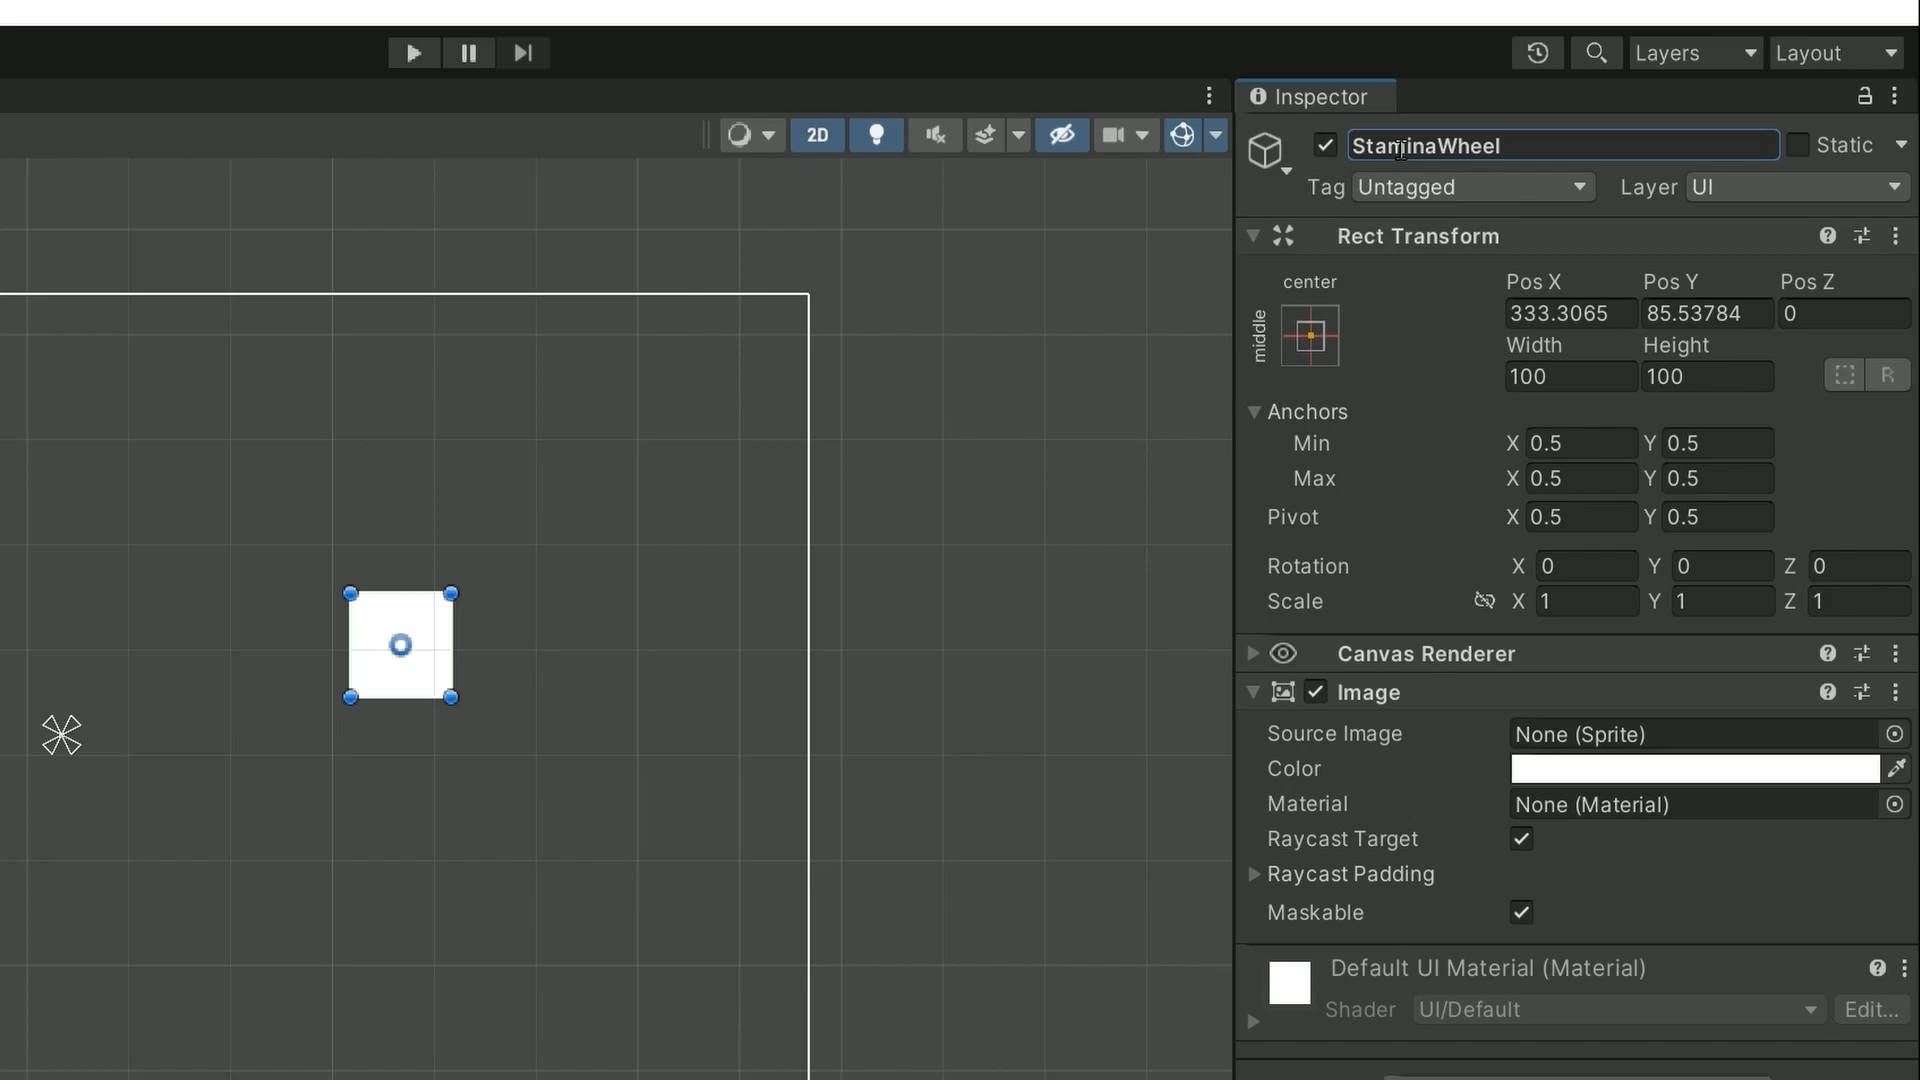 Layers Layout
Inspector
2D
StaminaWheel Static
Tag Untagged Layer UI
Rect Transform
center Pos X Pos Y Pos Z
middle 333.3065 85.53784 0
Width Height
100 100 R
Anchors
Min X 0.5 Y 0.5
Max X 0.5 Y 0.5
Pivot X 0.5 Y 0.5
Rotation X 0 Y 0 Z 0
Scale X 1 Y 1 Z 1
Canvas Renderer
Image
Source Image None (Sprite)
Color
Material None (Material)
Raycast Target
Raycast Padding
Maskable
Default UI Material (Material)
Shader UI/Default Edit...